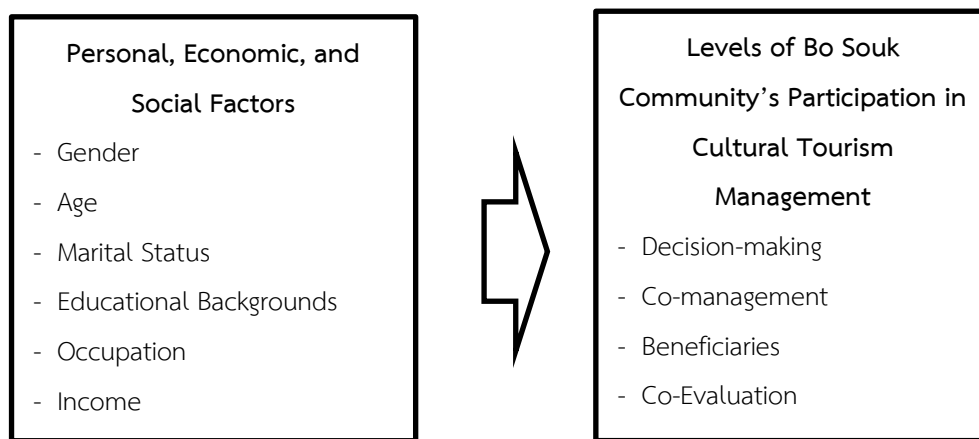 Personal, Economic, and
Social Factors
- Gender
- Age
- Marital Status
- Educational Backgrounds
- Occupation
- Income
Levels of Bo Souk
Community's Participation in
Cultural Tourism
Management
- Decision-making
- Co-management
- Beneficiaries
- Co-Evaluation